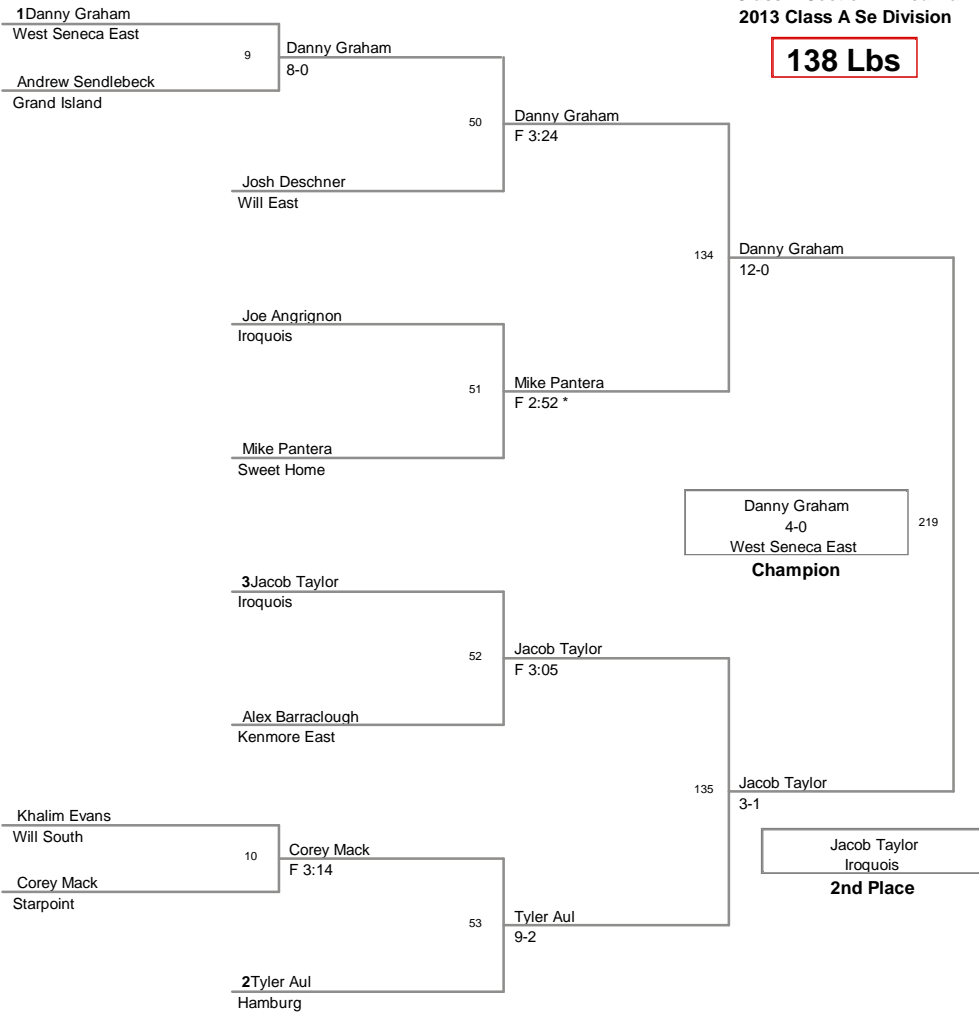 2013 Class A Se Division
138 Lbs
1Danny Graham
West Seneca East
9
Andrew Sendlebeck
Grand Island
Danny Graham
8-0
50
Josh Deschner
Will East
Danny Graham
F 3:24
134
Joe Angrignon
Iroquois
51
Mike Pantera
Sweet Home
Mike Pantera
F 2:52 *
Danny Graham
12-0
Danny Graham
4-0
West Seneca East
Champion
219
3Jacob Taylor
Iroquois
52
Alex Barraclough
Kenmore East
Jacob Taylor
F 3:05
135
Khalim Evans
Will South
10
Corey Mack
Starpoint
Corey Mack
F 3:14
53
2Tyler Aul
Hamburg
Tyler Aul
9-2
Jacob Taylor
3-1
Jacob Taylor
Iroquois
2nd Place